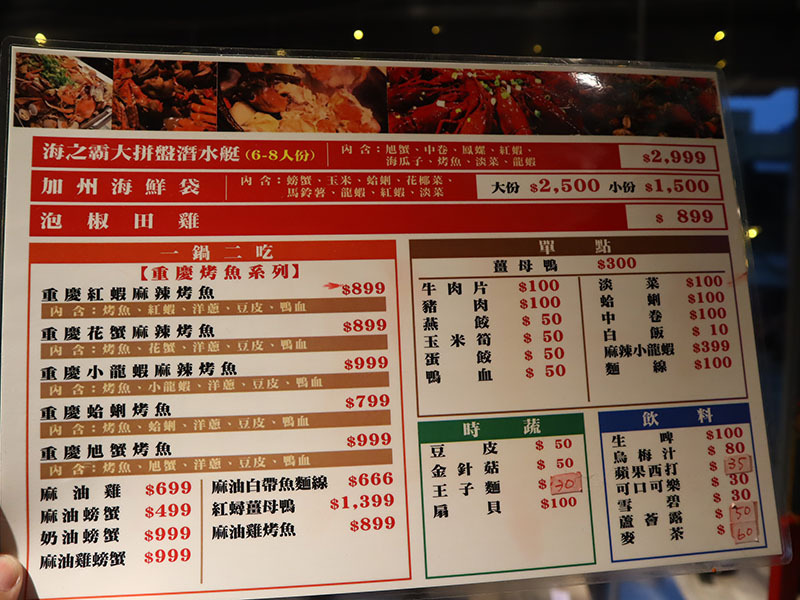 海之霸大拼盤潛水艇(6-8人份) 內含:旭蟹、中卷、鳳螺、紅蝦、 $2,999
海瓜子、烤魚、淡菜、龍蝦
加州海鮮袋 內含:螃蟹、玉米、蛤蜊、花椰菜、 大份 $2,500 小份 $1,500
馬鈴薯、龍蝦、紅蝦、淡菜
泡椒田雞 $ 899
一鍋二吃
【重慶烤魚系列】
重慶紅蝦麻辣烤魚 $899
內含:烤魚、紅蝦、洋蔥、豆皮、鴨血
重慶花蟹麻辣烤魚 $899
內含:烤魚、花蟹、洋蔥、豆皮、鴨血
重慶小龍蝦麻辣烤魚 $999
內含:烤魚、小龍蝦、洋蔥、豆皮、鴨血
重慶蛤蜊烤魚 $799
內含:烤魚、蛤蜊、洋蔥、豆皮、鴨血
重慶旭蟹烤魚 $999
內含:烤魚、旭蟹、洋蔥、豆皮、鴨血
麻油雞 $699
麻油螃蟹 $499
奶油螃蟹 $999
麻油雞螃蟹 $999
麻油白帶魚麵線 $666
紅蟳薑母鴨 $1,399
麻油雞烤魚 $899
單點
薑母鴨 $300
牛肉片 $100
豬肉 $100
燕餃 $ 50
玉米筍 $ 50
蛋餃 $ 50
鴨血 $ 50
淡菜 $100
蛤蜊 $100
中卷 $100
白飯 $ 10
麻辣小龍蝦 $399
麵線 $100
時蔬
豆皮 $ 50
金針菇 $ 50
王子麵 $ 20
扇貝 $100
飲料
生啤 $100
烏梅汁 $ 80
蘋果西打 $ 35
可口可樂 $ 30
雪碧 $ 30
蘆薈露 $ 50
麥茶 $ 60